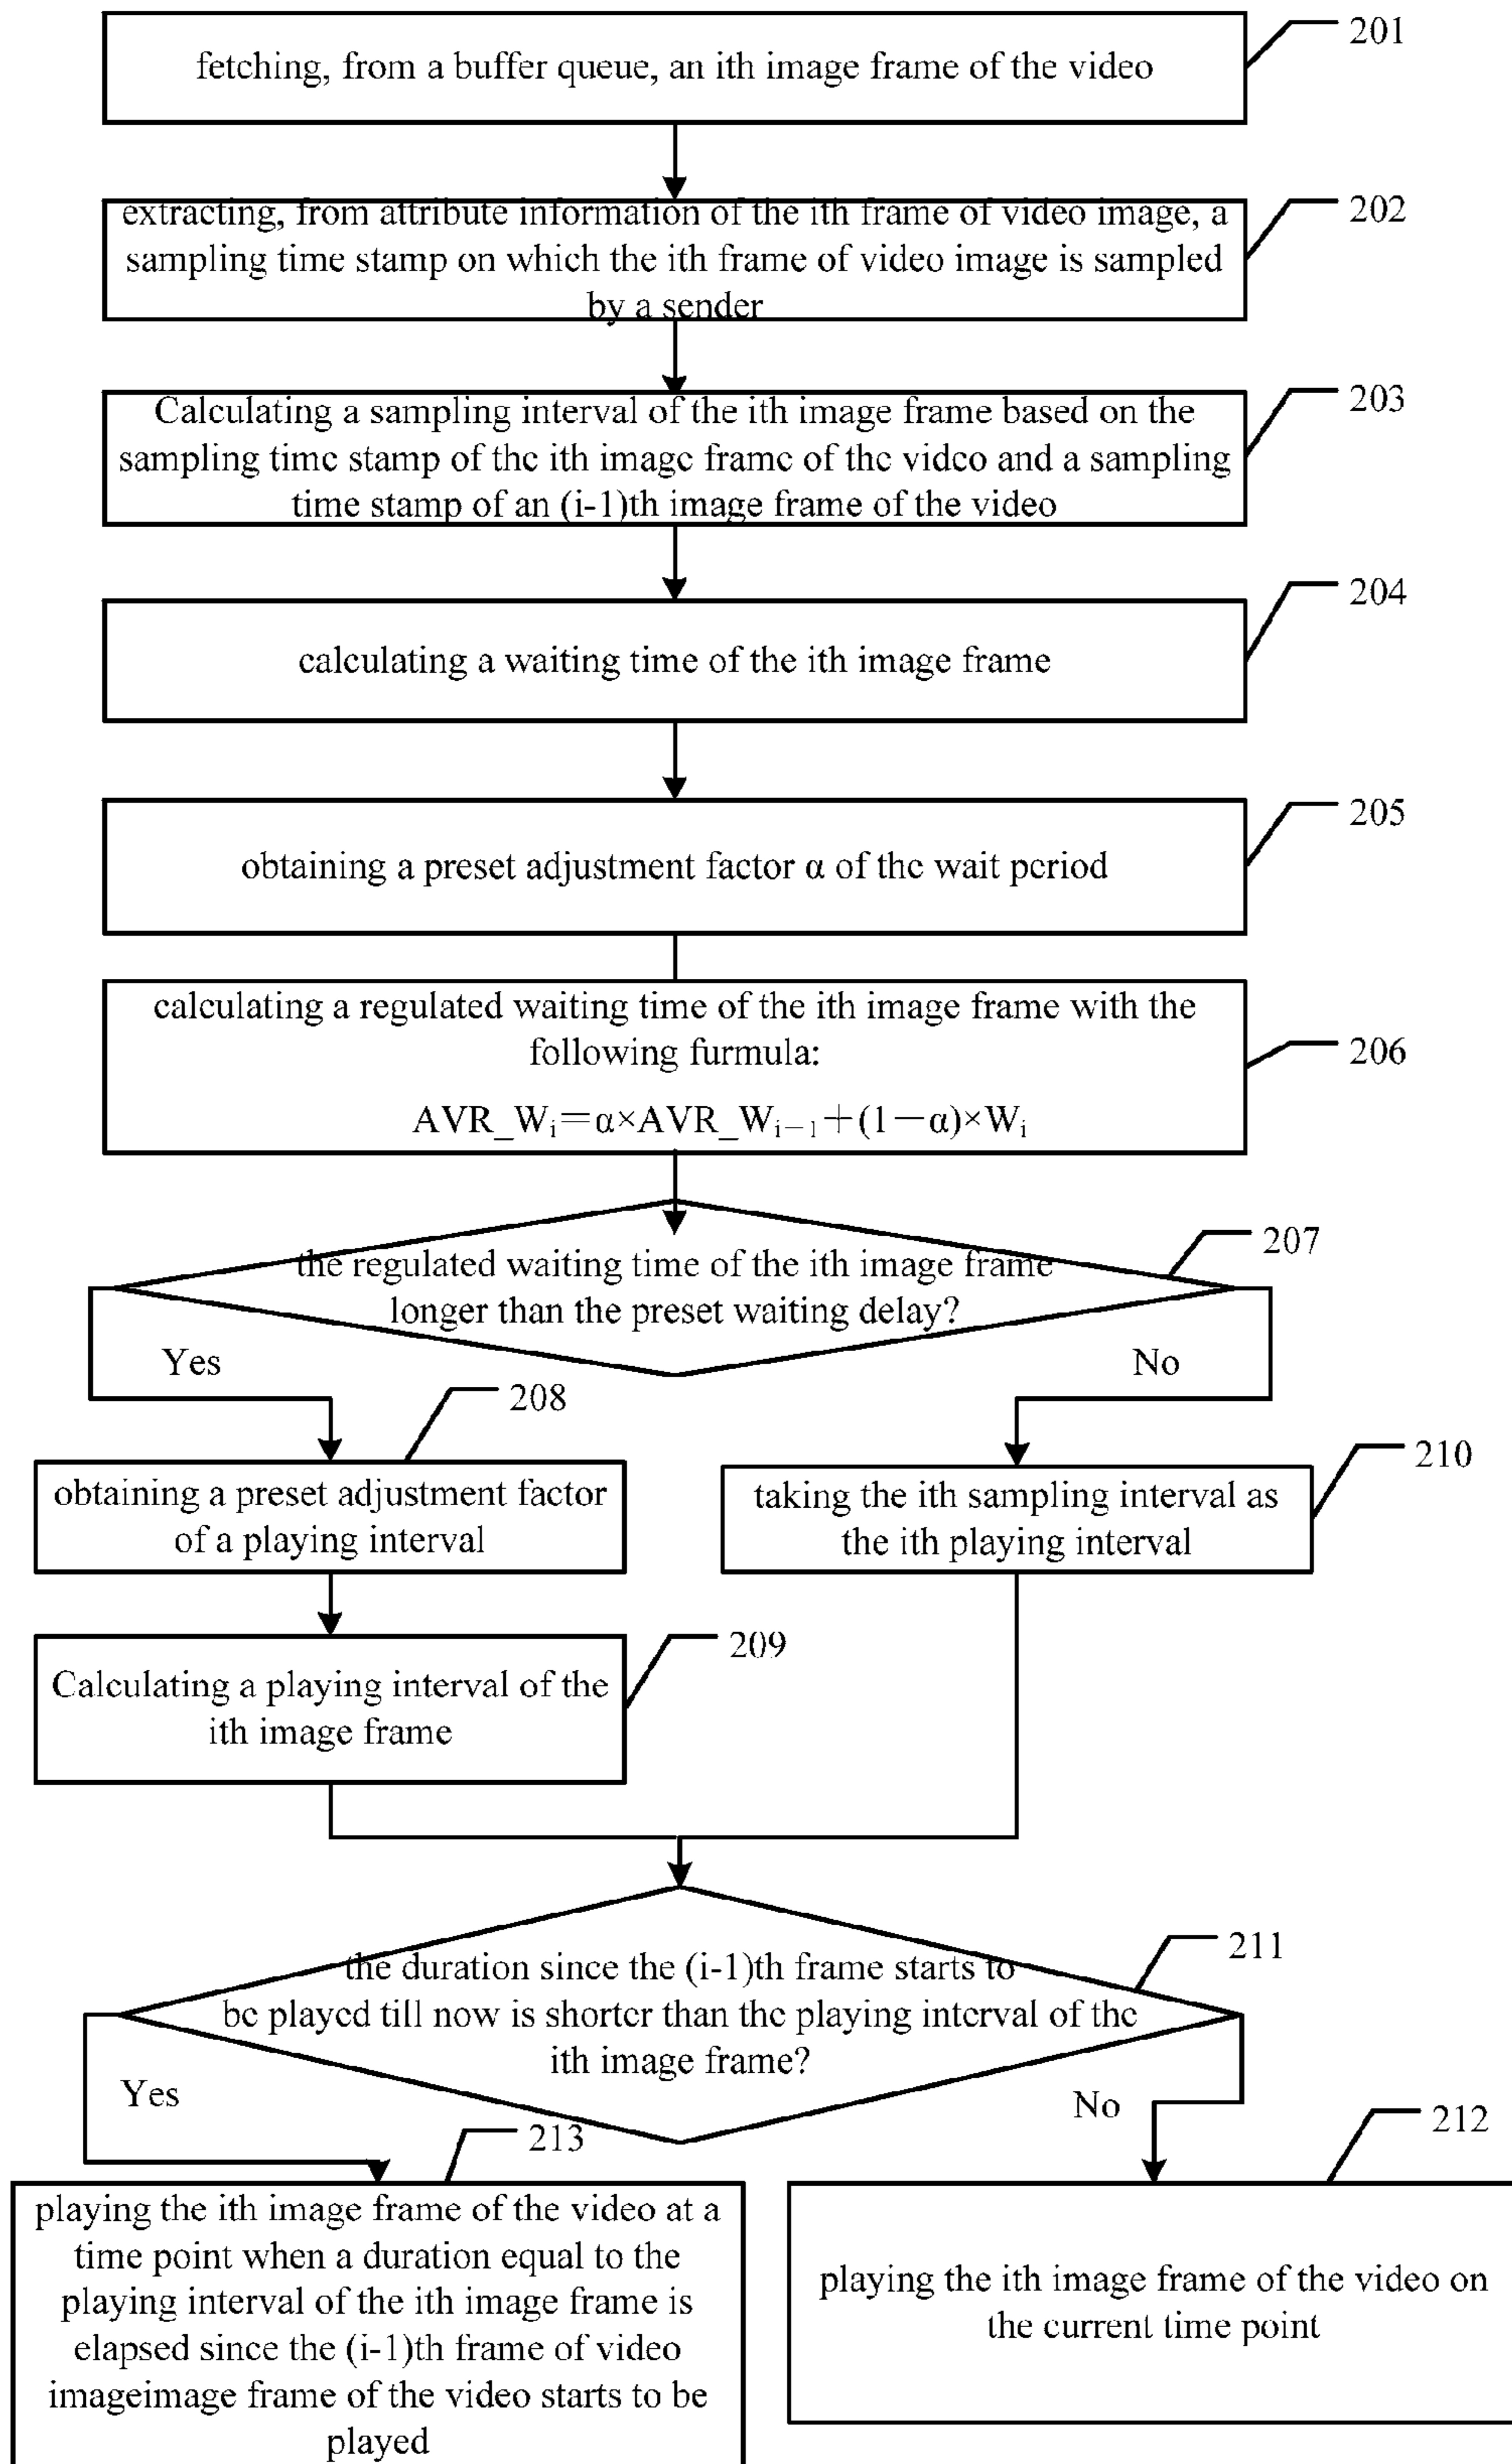 fetching, from a buffer queue, an ith image frame of the video
201
extracting, from attribute information of the ith frame of video image, a
sampling time stamp on which the ith frame of video image is sampled
by a sender
202
Calculating a sampling interval of the ith image frame based on the
sampling time stamp of the ith image frame of the video and a sampling
time stamp of an (i-1)th image frame of the video
203
calculating a waiting time of the ith image frame
204
obtaining a preset adjustment factor α of the wait period
205
calculating a regulated waiting time of the ith image frame with the
following furmula:
AVR_Wᵢ=α×AVR_Wᵢ₋₁+(1−α)×Wᵢ
206
the regulated waiting time of the ith image frame
longer than the preset waiting delay?
207
Yes
No
208
obtaining a preset adjustment factor
of a playing interval
210
taking the ith sampling interval as
the ith playing interval
209
Calculating a playing interval of the
ith image frame
the duration since the (i-1)th frame starts to
be played till now is shorter than the playing interval of the
ith image frame?
211
Yes
No
213
playing the ith image frame of the video at a
time point when a duration equal to the
playing interval of the ith image frame is
elapsed since the (i-1)th frame of video
imageimage frame of the video starts to be
played
212
playing the ith image frame of the video on
the current time point